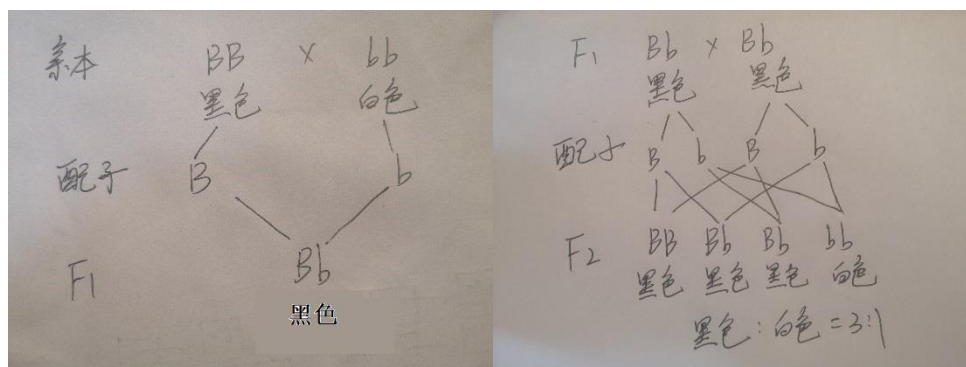 亲本 BB × bb
黑色 白色
配子 B b
F1 Bb
黑色
F1 Bb × Bb
黑色 黑色
配子 B b B b
F2 BB Bb Bb bb
黑色 黑色 黑色 白色
黑色:白色=3:1